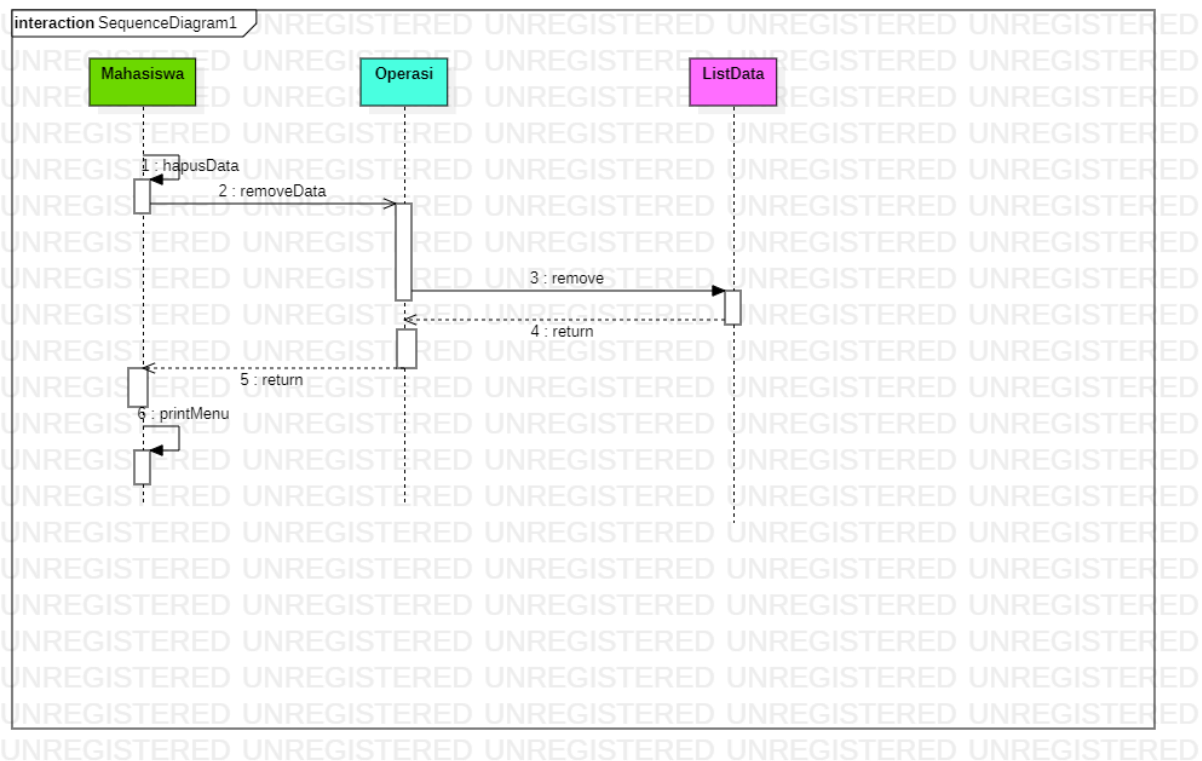 interaction SequenceDiagram1
Mahasiswa
Operasi
ListData
1 : hapusData
2 : removeData
3 : remove
4 : return
5 : return
6 : printMenu
UNREGISTERED UNREGISTERED UNREGISTERED UNREGISTERED UNREGISTERED